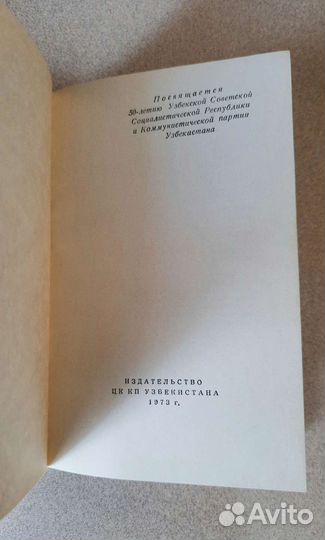 Посвящается
50-летию Узбекской Советской
Социалистической Республики
и Коммунистической партии
Узбекистана
ИЗДАТЕЛЬСТВО
ЦК КП УЗБЕКИСТАНА
1973 г.
Avito